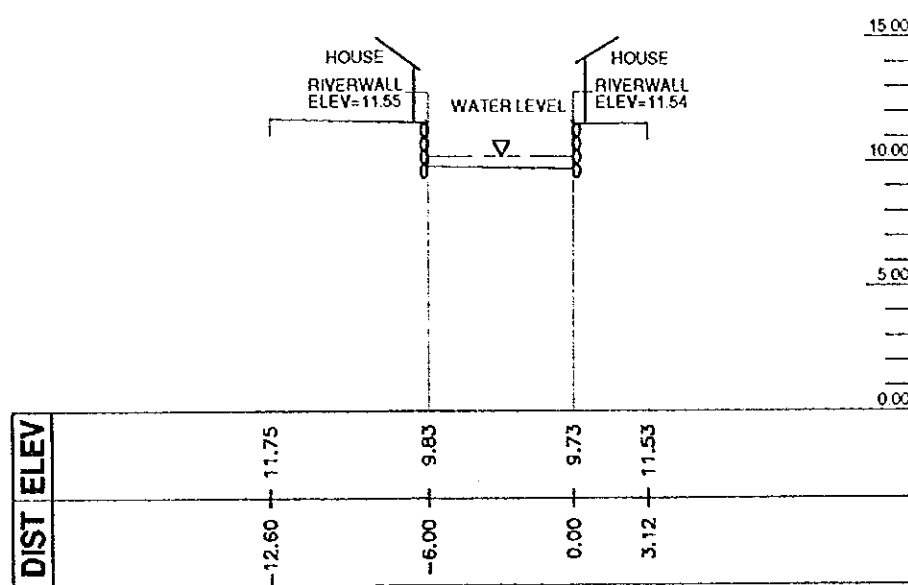 15.00
HOUSE
HOUSE
RIVERWALL
ELEV=11.55
WATER LEVEL
RIVERWALL
ELEV=11.54
10.00
5.00
0.00
ELEV
11.75
9.83
9.73
11.53
DIST
-12.60
-6.00
0.00
3.12